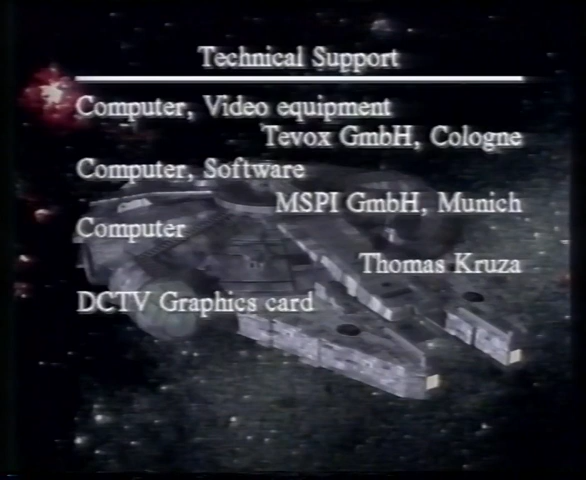 Technical Support
Computer, Video equipment
Tevox GmbH, Cologne
Computer, Software
MSPI GmbH, Munich
Computer
Thomas Kruza
DCTV Graphics card